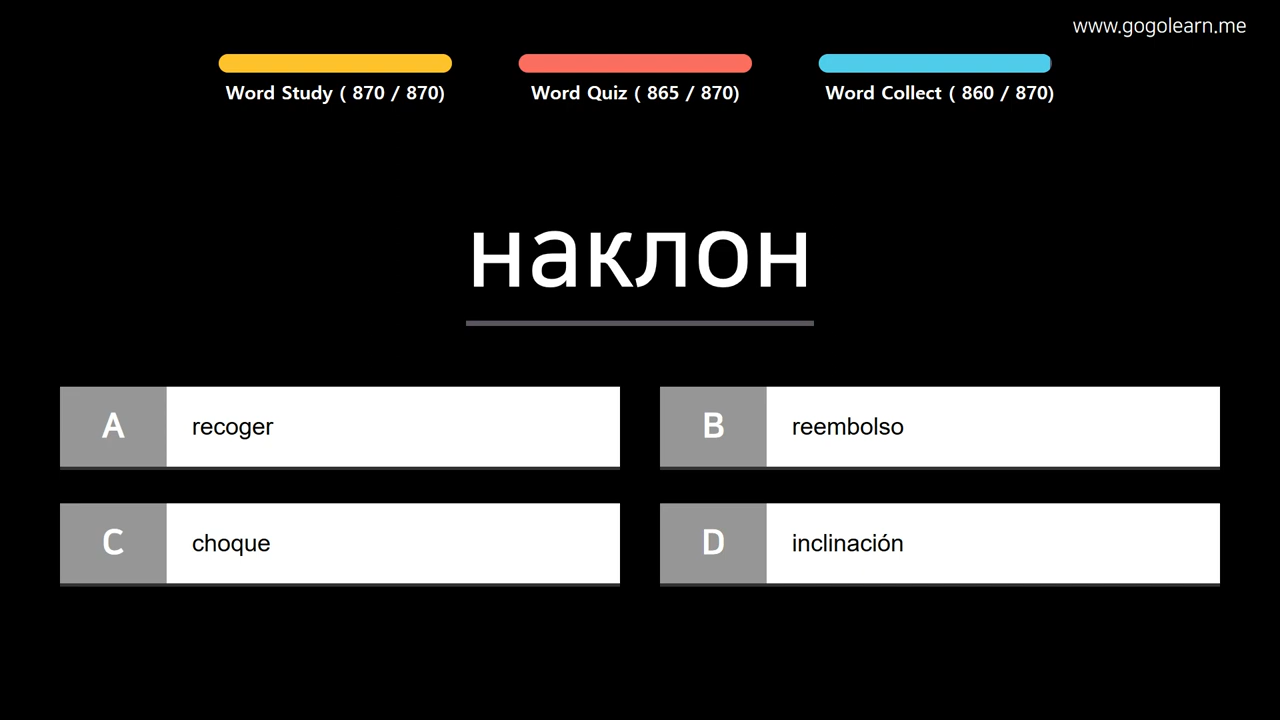 www.gogolearn.me
Word Study ( 870 / 870)
Word Quiz ( 865 / 870)
Word Collect ( 860 / 870)
наклон
A recoger
B reembolso
C choque
D inclinación